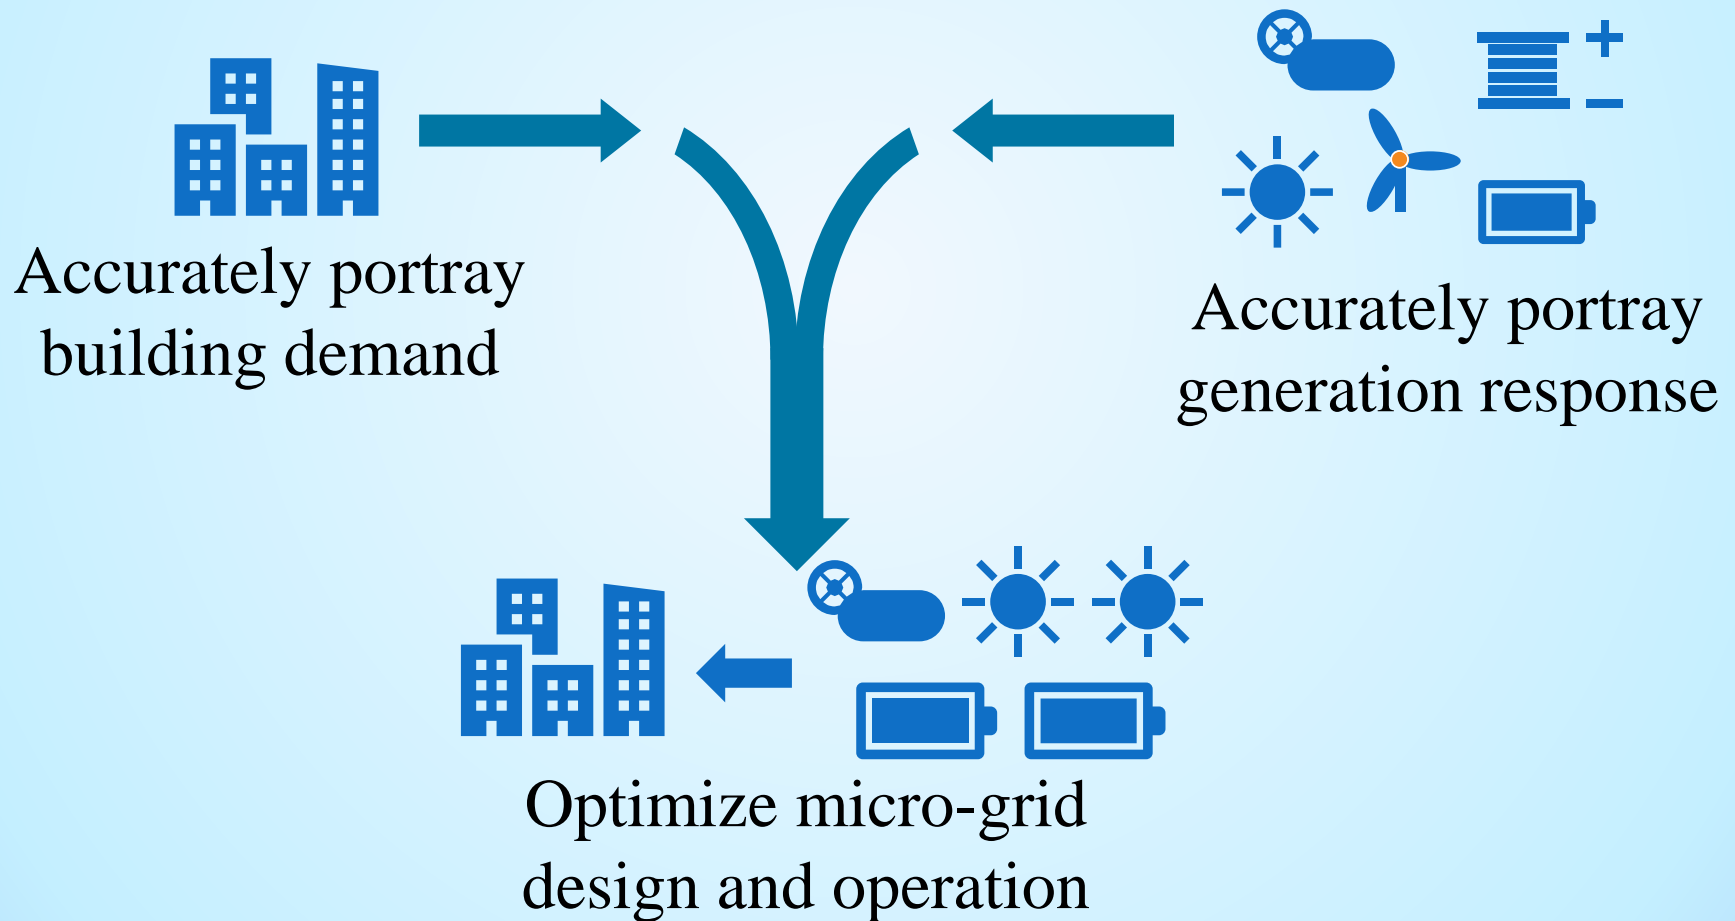 Accurately portray
building demand
Accurately portray
generation response
Optimize micro-grid
design and operation